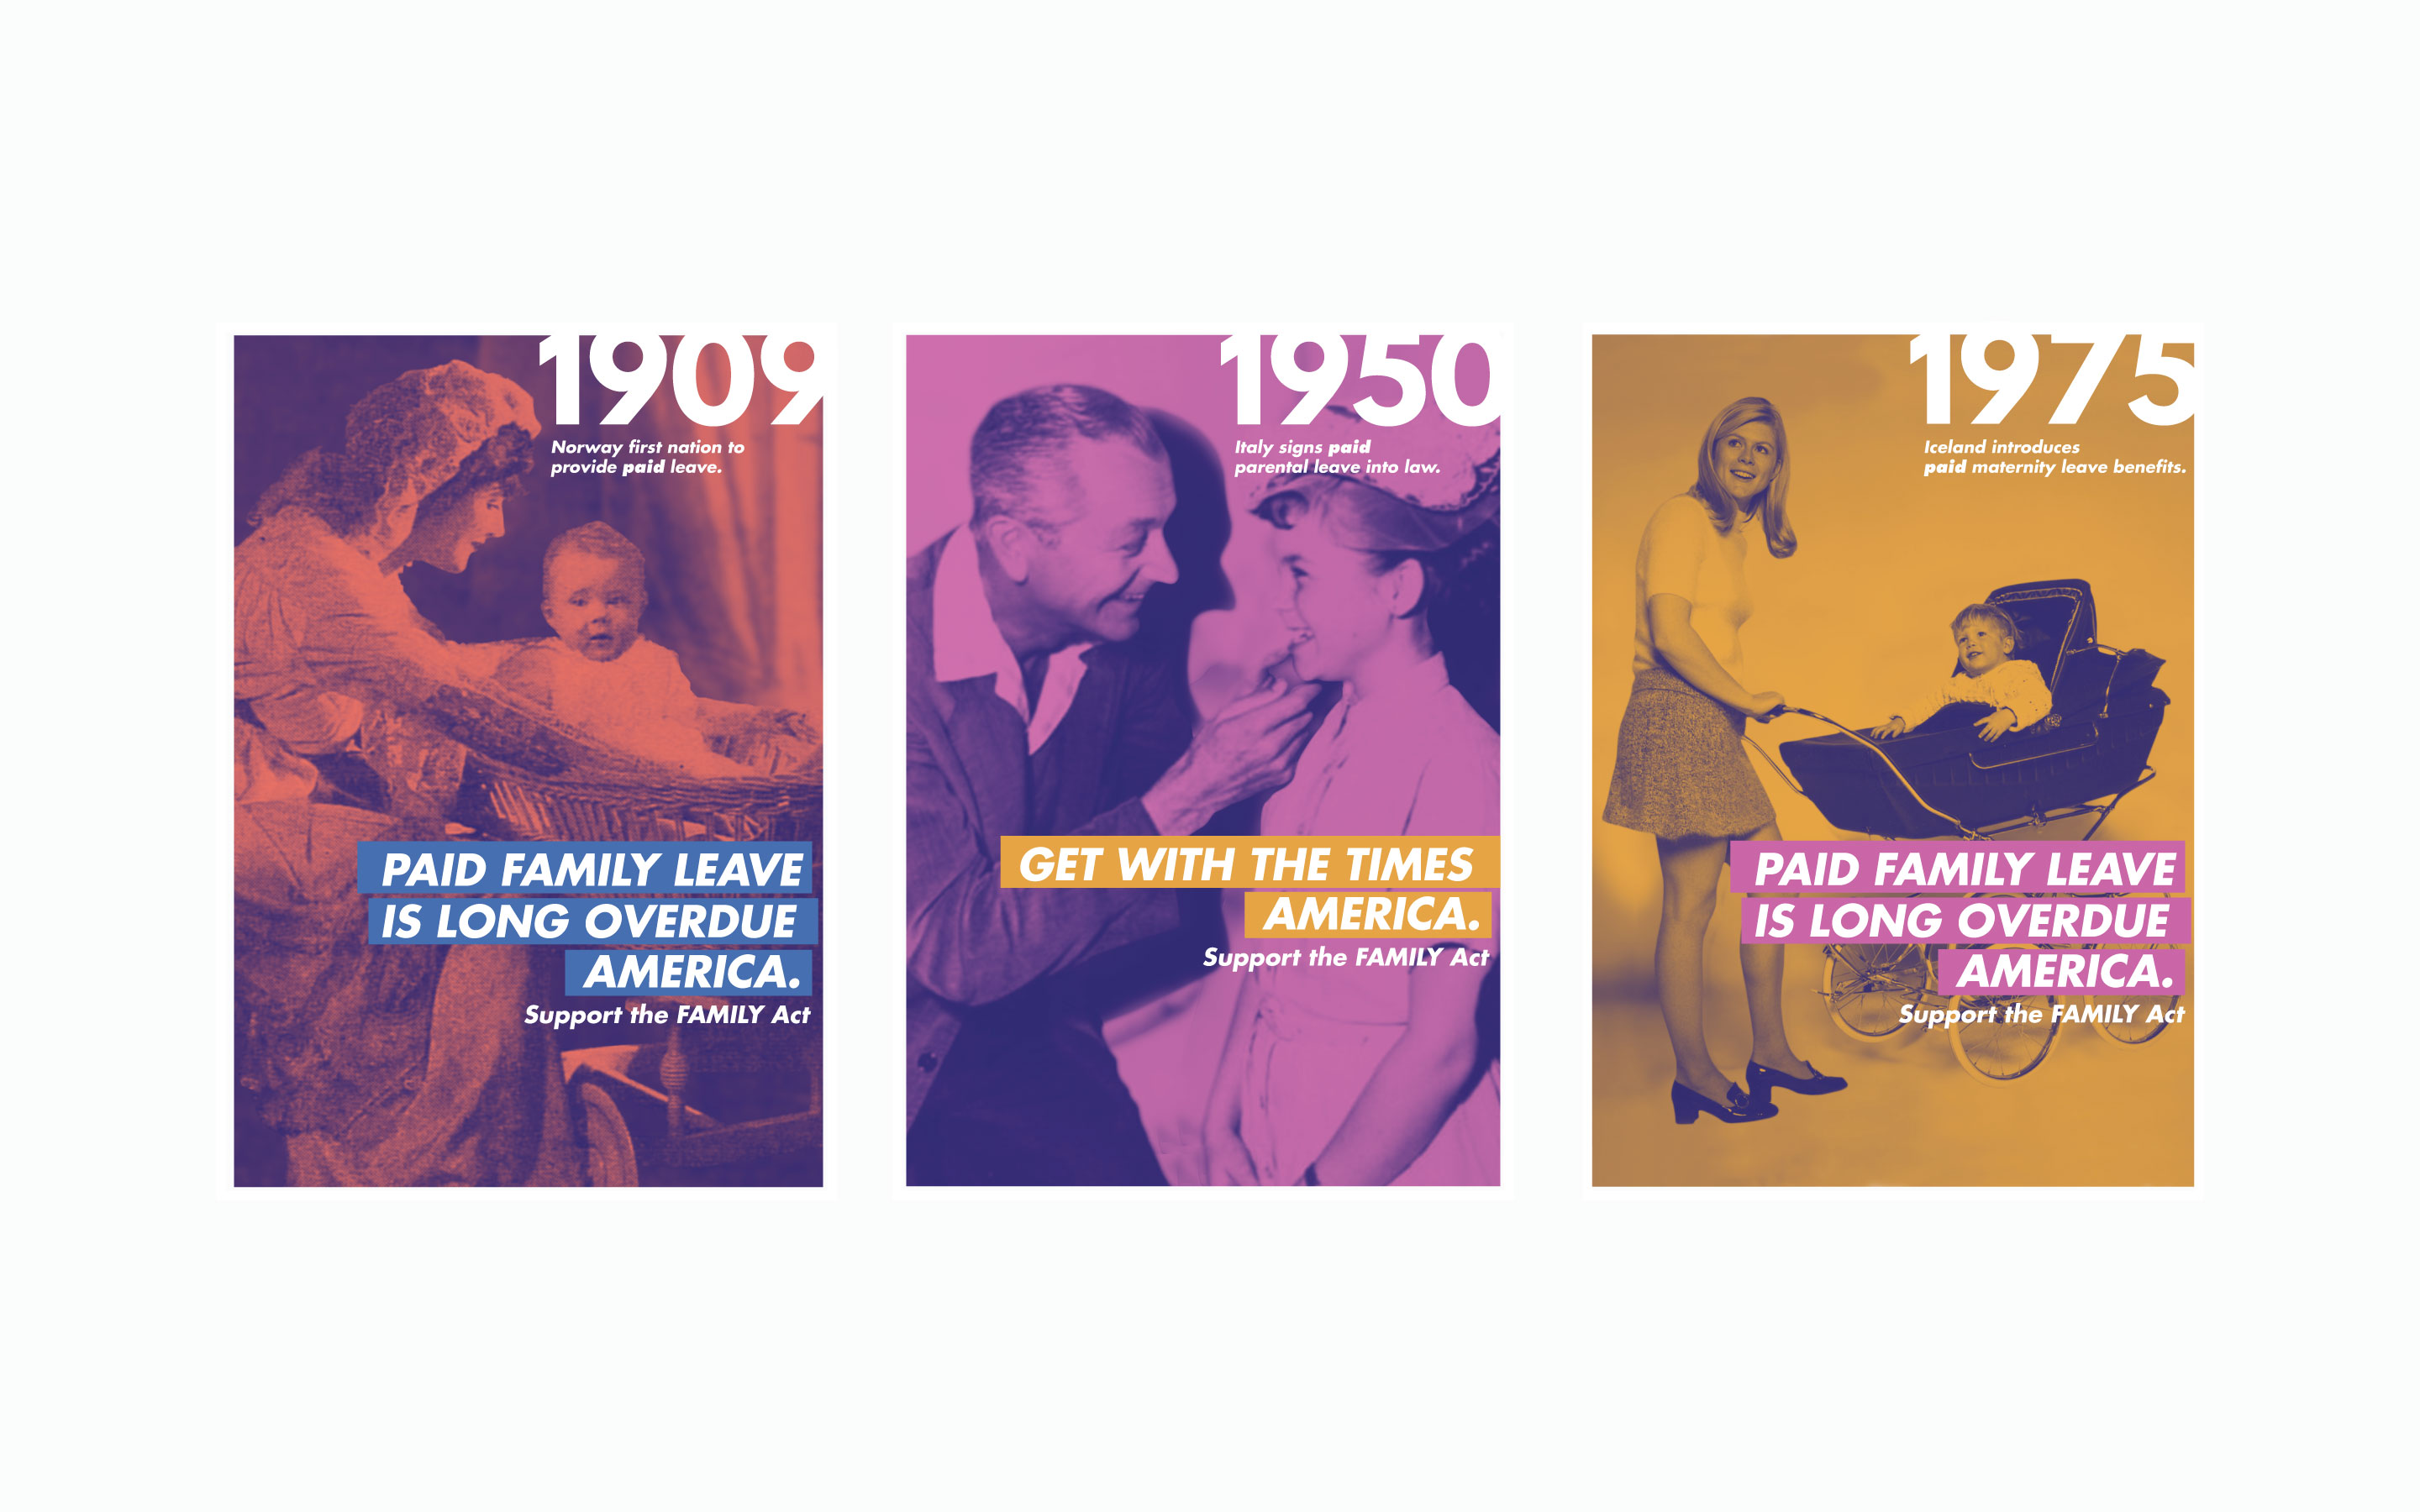 1909
Norway first nation to
provide paid leave.
PAID FAMILY LEAVE
IS LONG OVERDUE
AMERICA.
Support the FAMILY Act
1950
Italy signs paid
parental leave into law.
GET WITH THE TIMES
AMERICA.
Support the FAMILY Act
1975
Iceland introduces
paid maternity leave benefits.
PAID FAMILY LEAVE
IS LONG OVERDUE
AMERICA.
Support the FAMILY Act